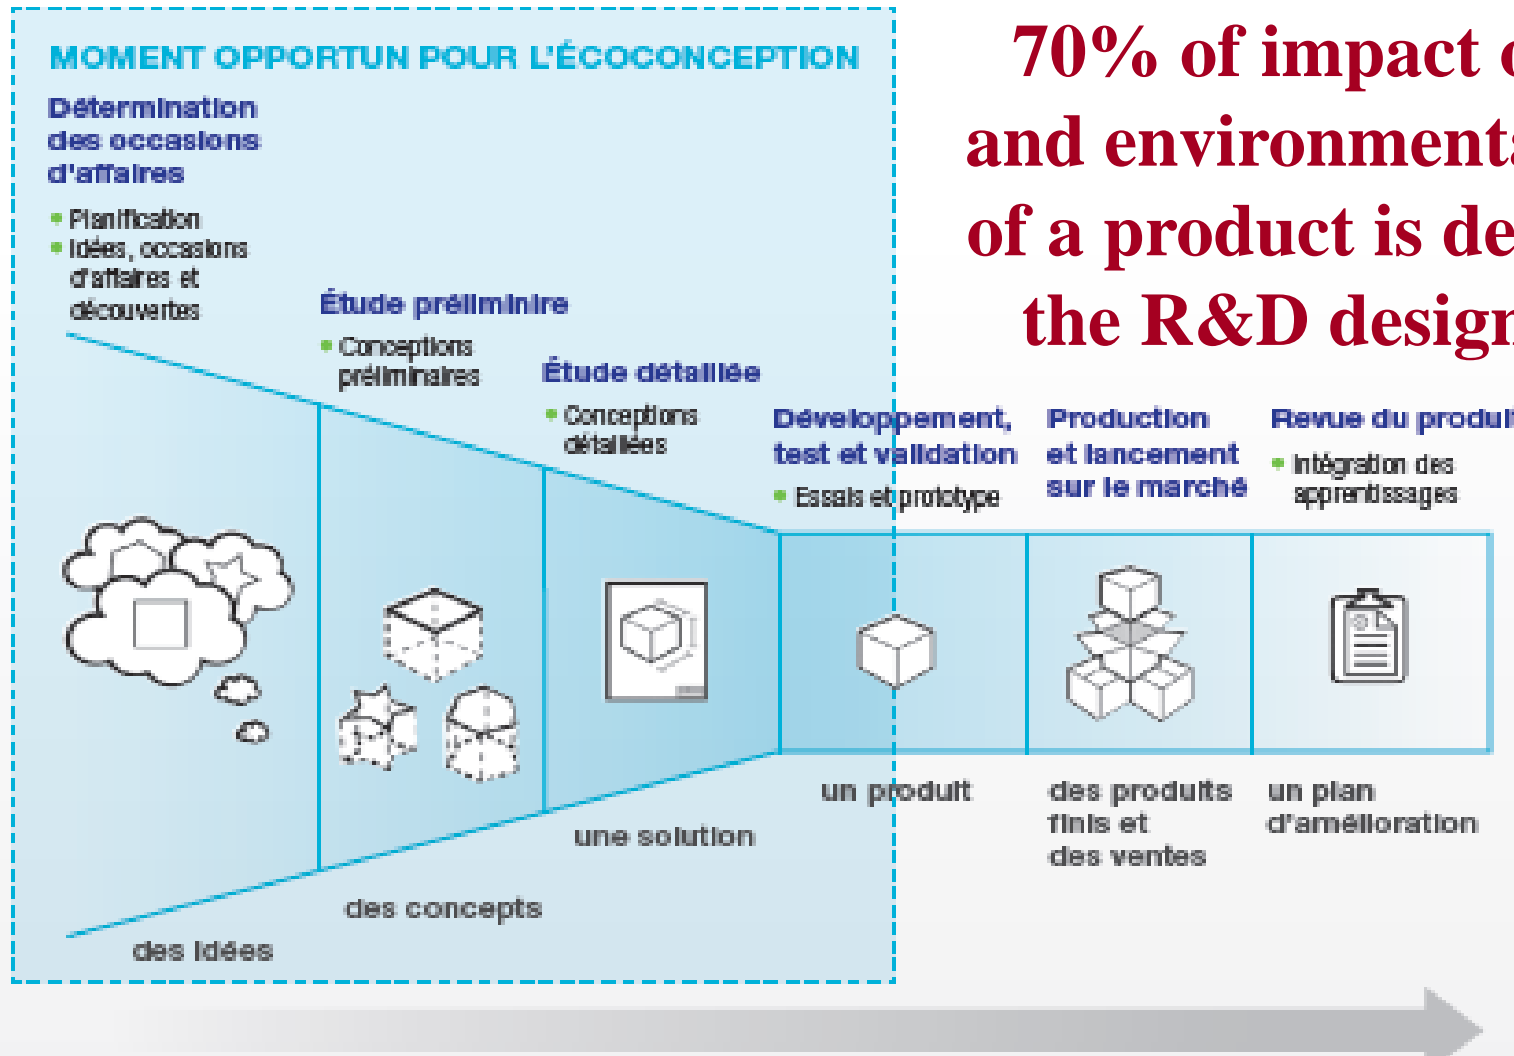 MOMENT OPPORTUN POUR L'ÉCOCONCEPTION
70% of impact
and environment
of a product is de
the R&D design
Détermination
des occasions
d'affaires
• Planification
• Idées, occasions
d'affaires et
découvertes
Étude préliminire
• Conceptions
préliminaires
Étude détaillée
• Conceptions
détaillées
Développement,
test et validation
• Essais et prototype
Production
et lancement
sur le marché
Revue du produit
• Intégration des
apprentissages
des idées
des concepts
une solution
un produit
des produits
finis et
des ventes
un plan
d'amélioration